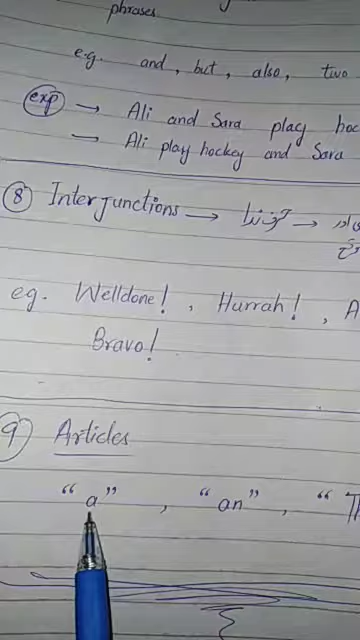 phrases
e.g. and, but, also, two
exp → Ali and Sara play hoc
→ Ali play hockey and Sara
⑧ Interjunctions →
eg. Welldone! , Hurrah! , A
Bravo!
⑨ Articles
“a” , “an” , “Th